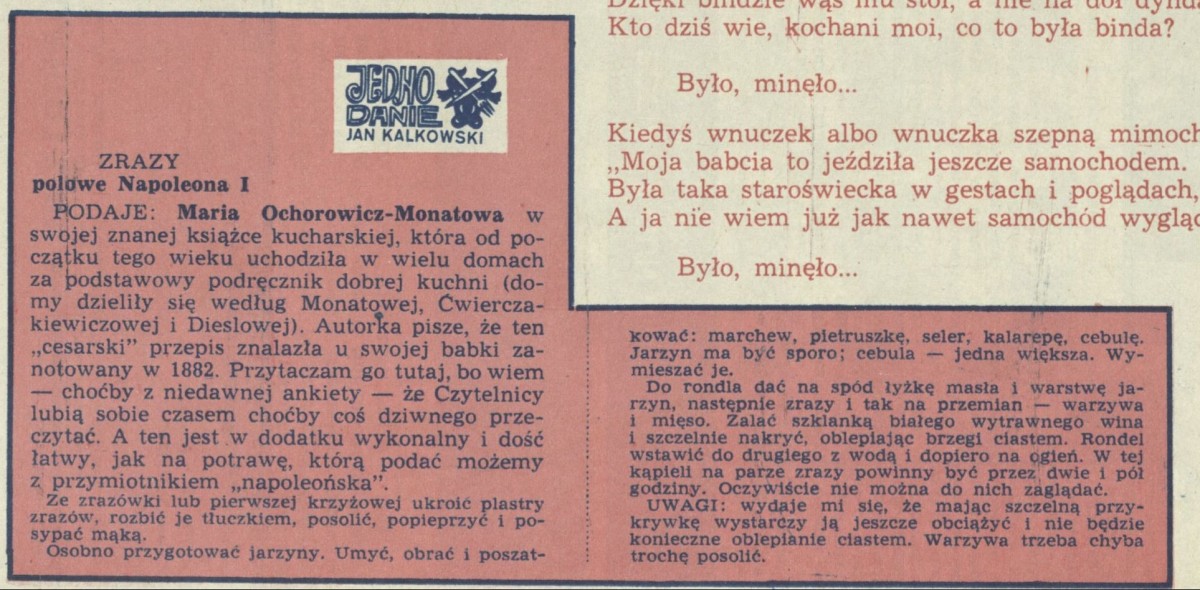 JEDNO
DANIE
JAN KALKOWSKI
ZRAZY
polowe Napoleona I
PODAJE: Maria Ochorowicz-Monatowa w
swojej znanej książce kucharskiej, która od po-
czątku tego wieku uchodziła w wielu domach
za podstawowy podręcznik dobrej kuchni (do-
my dzieliły się według Monatowej, Ćwiercza-
kiewiczowej i Dieslowej). Autorka pisze, że ten
„cesarski” przepis znalazła u swojej babki za-
notowany w 1882. Przytaczam go tutaj, bo wiem
— choćby z niedawnej ankiety — że Czytelnicy
lubią sobie czasem choćby coś dziwnego prze-
czytać. A ten jest w dodatku wykonalny i dość
łatwy, jak na potrawę, którą podać możemy
z przymiotnikiem „napoleońska”.
Ze zrazówki lub pierwszej krzyżowej ukroić plastry
zrazów, rozbić je tłuczkiem, posolić, popieprzyć i po-
sypać mąką.
Osobno przygotować jarzyny. Umyć, obrać i poszat-
kować: marchew, pietruszkę, seler, kalarepę, cebulę.
Jarzyn ma być sporo; cebula — jedna większa. Wy-
mieszać je.
Do rondla dać na spód łyżkę masła i warstwę ja-
rzyn, następnie zrazy i tak na przemian — warzywa
i mięso. Zalać szklanką białego wytrawnego wina
i szczelnie nakryć, oblepiając brzegi ciastem. Rondel
wstawić do drugiego z wodą i dopiero na ogień. W tej
kąpieli na parze zrazy powinny być przez dwie i pół
godziny. Oczywiście nie można do nich zaglądać.
UWAGI: wydaje mi się, że mając szczelną przy-
krywkę wystarczy ją jeszcze obciążyć i nie będzie
konieczne oblepianie ciastem. Warzywa trzeba chyba
trochę posolić.
Dzięki bindzie wąs mu stoi, a nie na dół dynda
Kto dziś wie, kochani moi, co to była binda?
Było, minęło...
Kiedyś wnuczek albo wnuczka szepną mimoch
„Moja babcia to jeździła jeszcze samochodem.
Była taka staroświecka w gestach i poglądach,
A ja nie wiem już jak nawet samochód wyglą
Było, minęło...